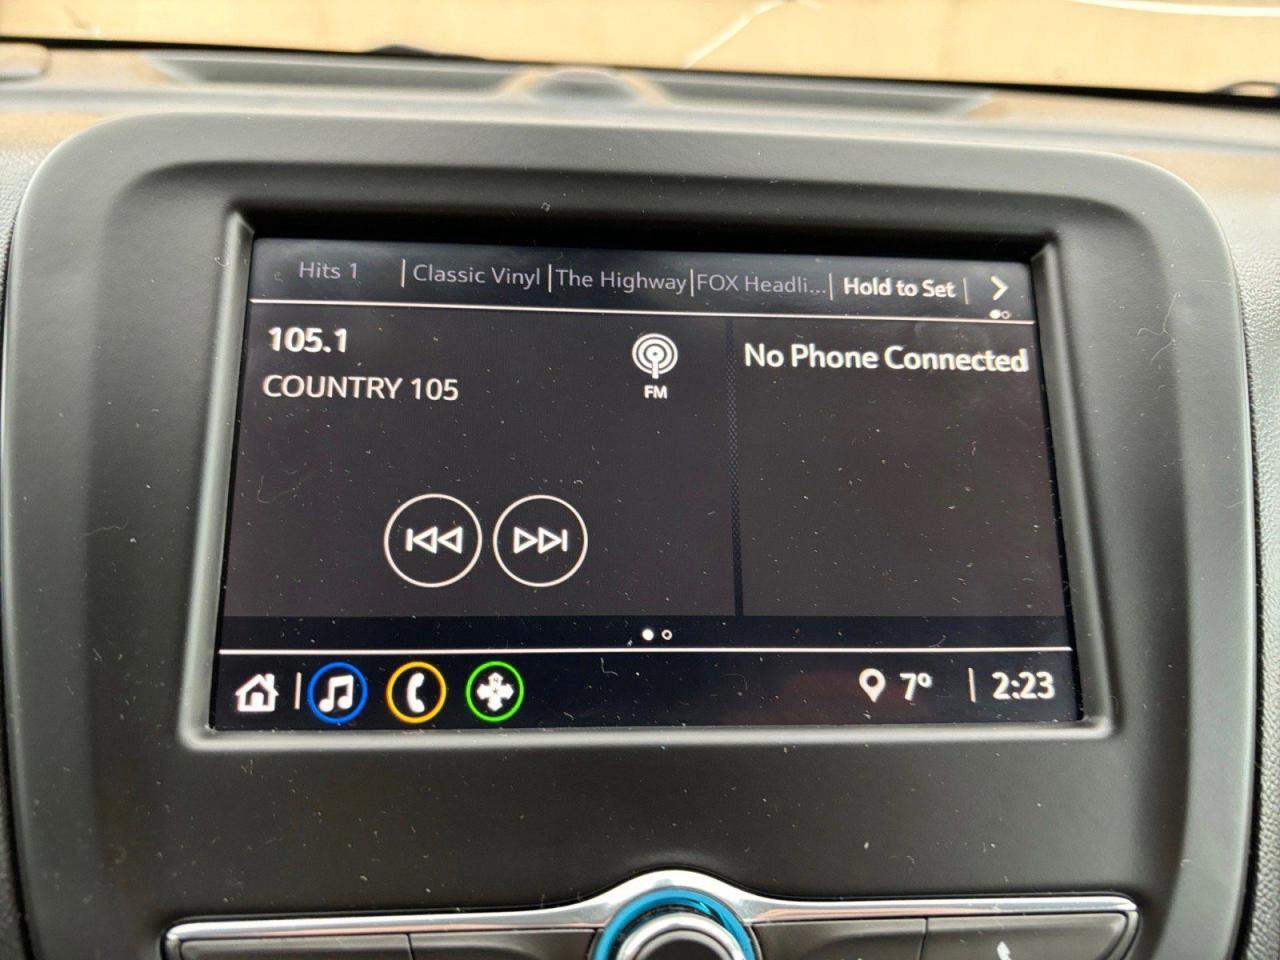 Hits 1 | Classic Vinyl | The Highway | FOX Headli... | Hold to Set |
105.1
COUNTRY 105
FM
No Phone Connected
7° | 2:23